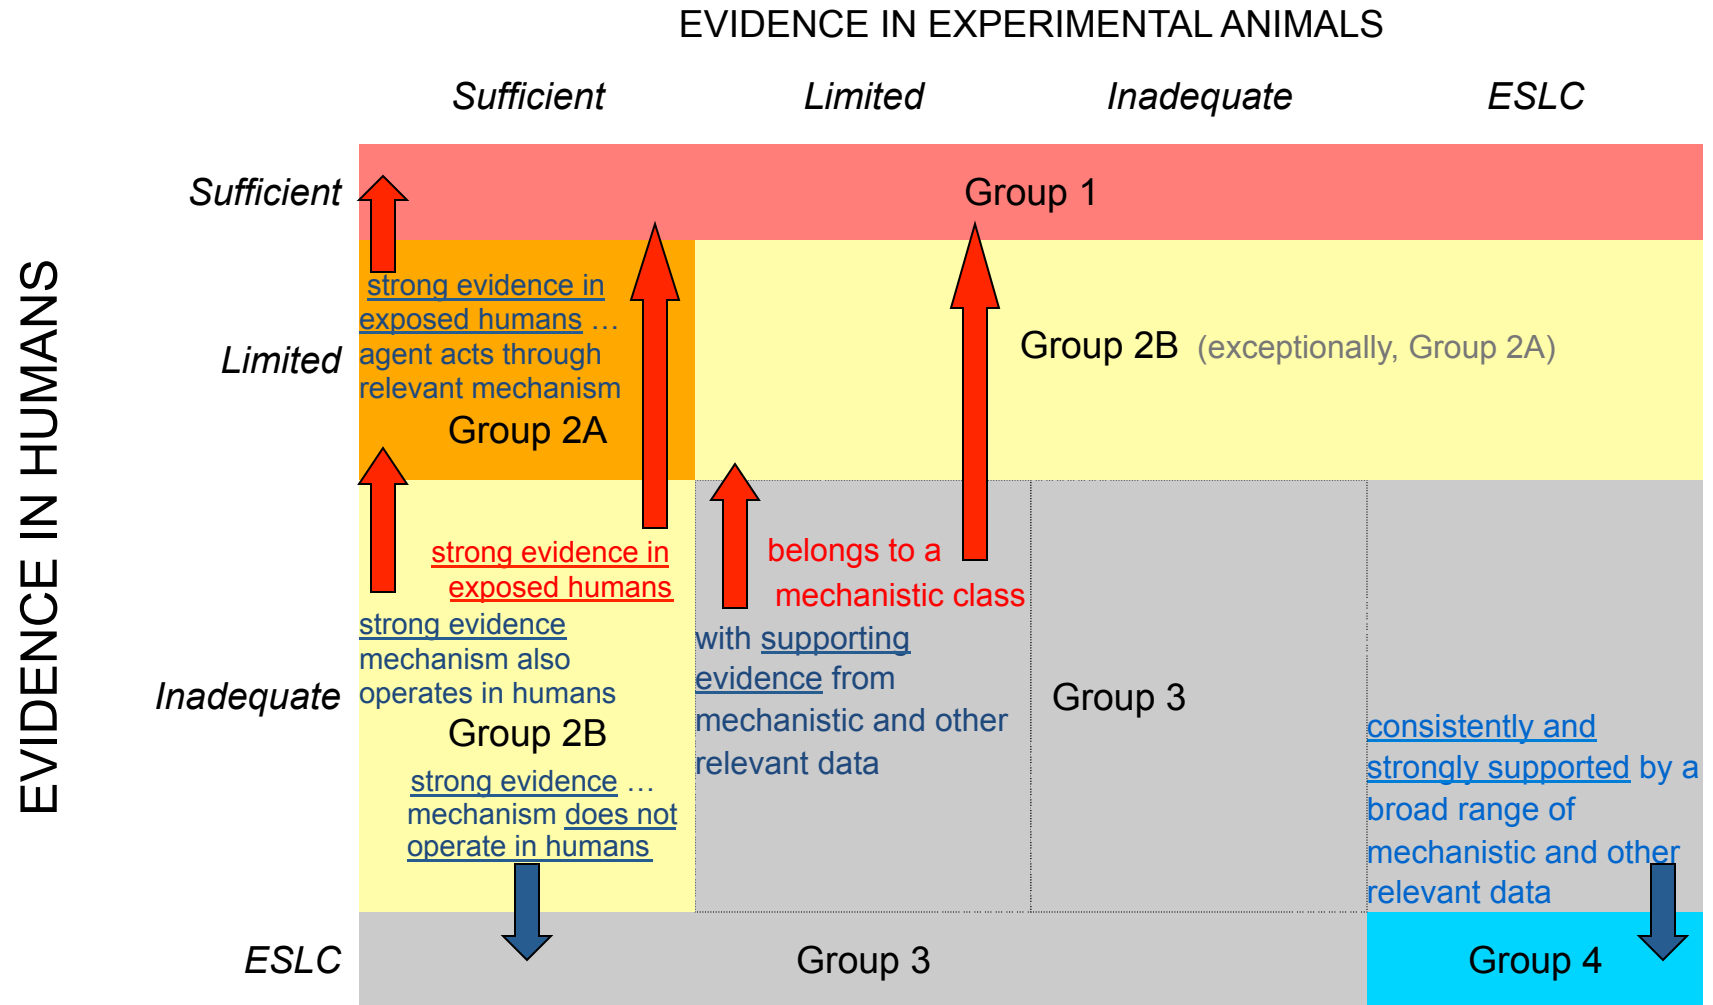 EVIDENCE IN EXPERIMENTAL ANIMALS
Sufficient
Limited
Inadequate
ESLC
EVIDENCE IN HUMANS
Sufficient
Group 1
Limited
strong evidence in
exposed humans …
agent acts through
relevant mechanism
Group 2A
Group 2B (exceptionally, Group 2A)
Inadequate
strong evidence in
exposed humans
strong evidence
mechanism also
operates in humans
Group 2B
strong evidence …
mechanism does not
operate in humans
belongs to a
mechanistic class
with supporting
evidence from
mechanistic and other
relevant data
Group 3
consistently and
strongly supported by a
broad range of
mechanistic and other
relevant data
ESLC
Group 3
Group 4